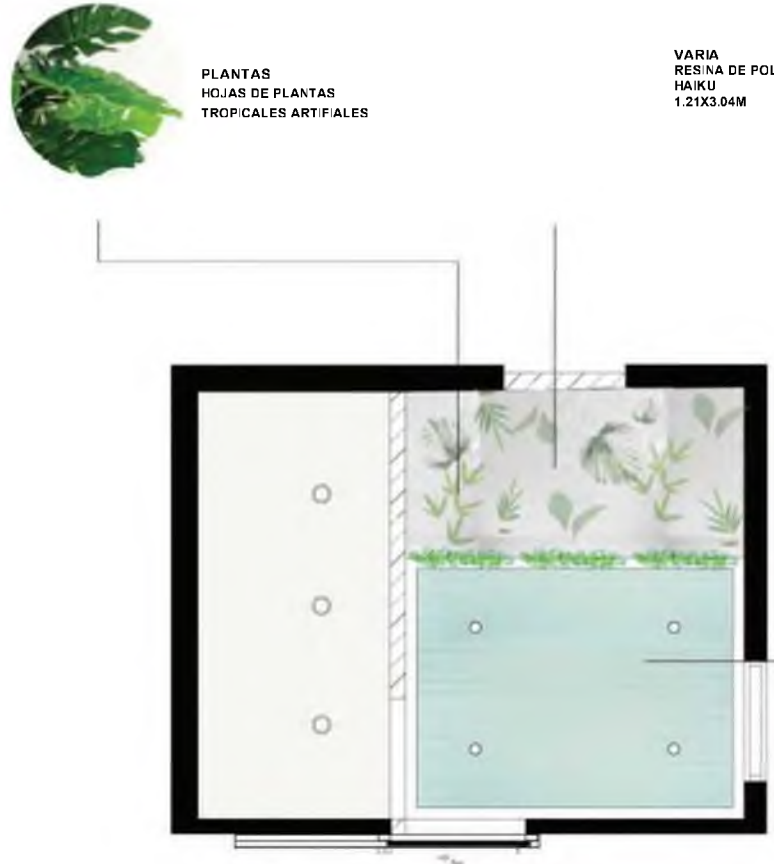 PLANTAS
HOJAS DE PLANTAS
TROPICALES ARTIFIALES
VARIA
RESINA DE POL
HAIKU
1.21X3.04M